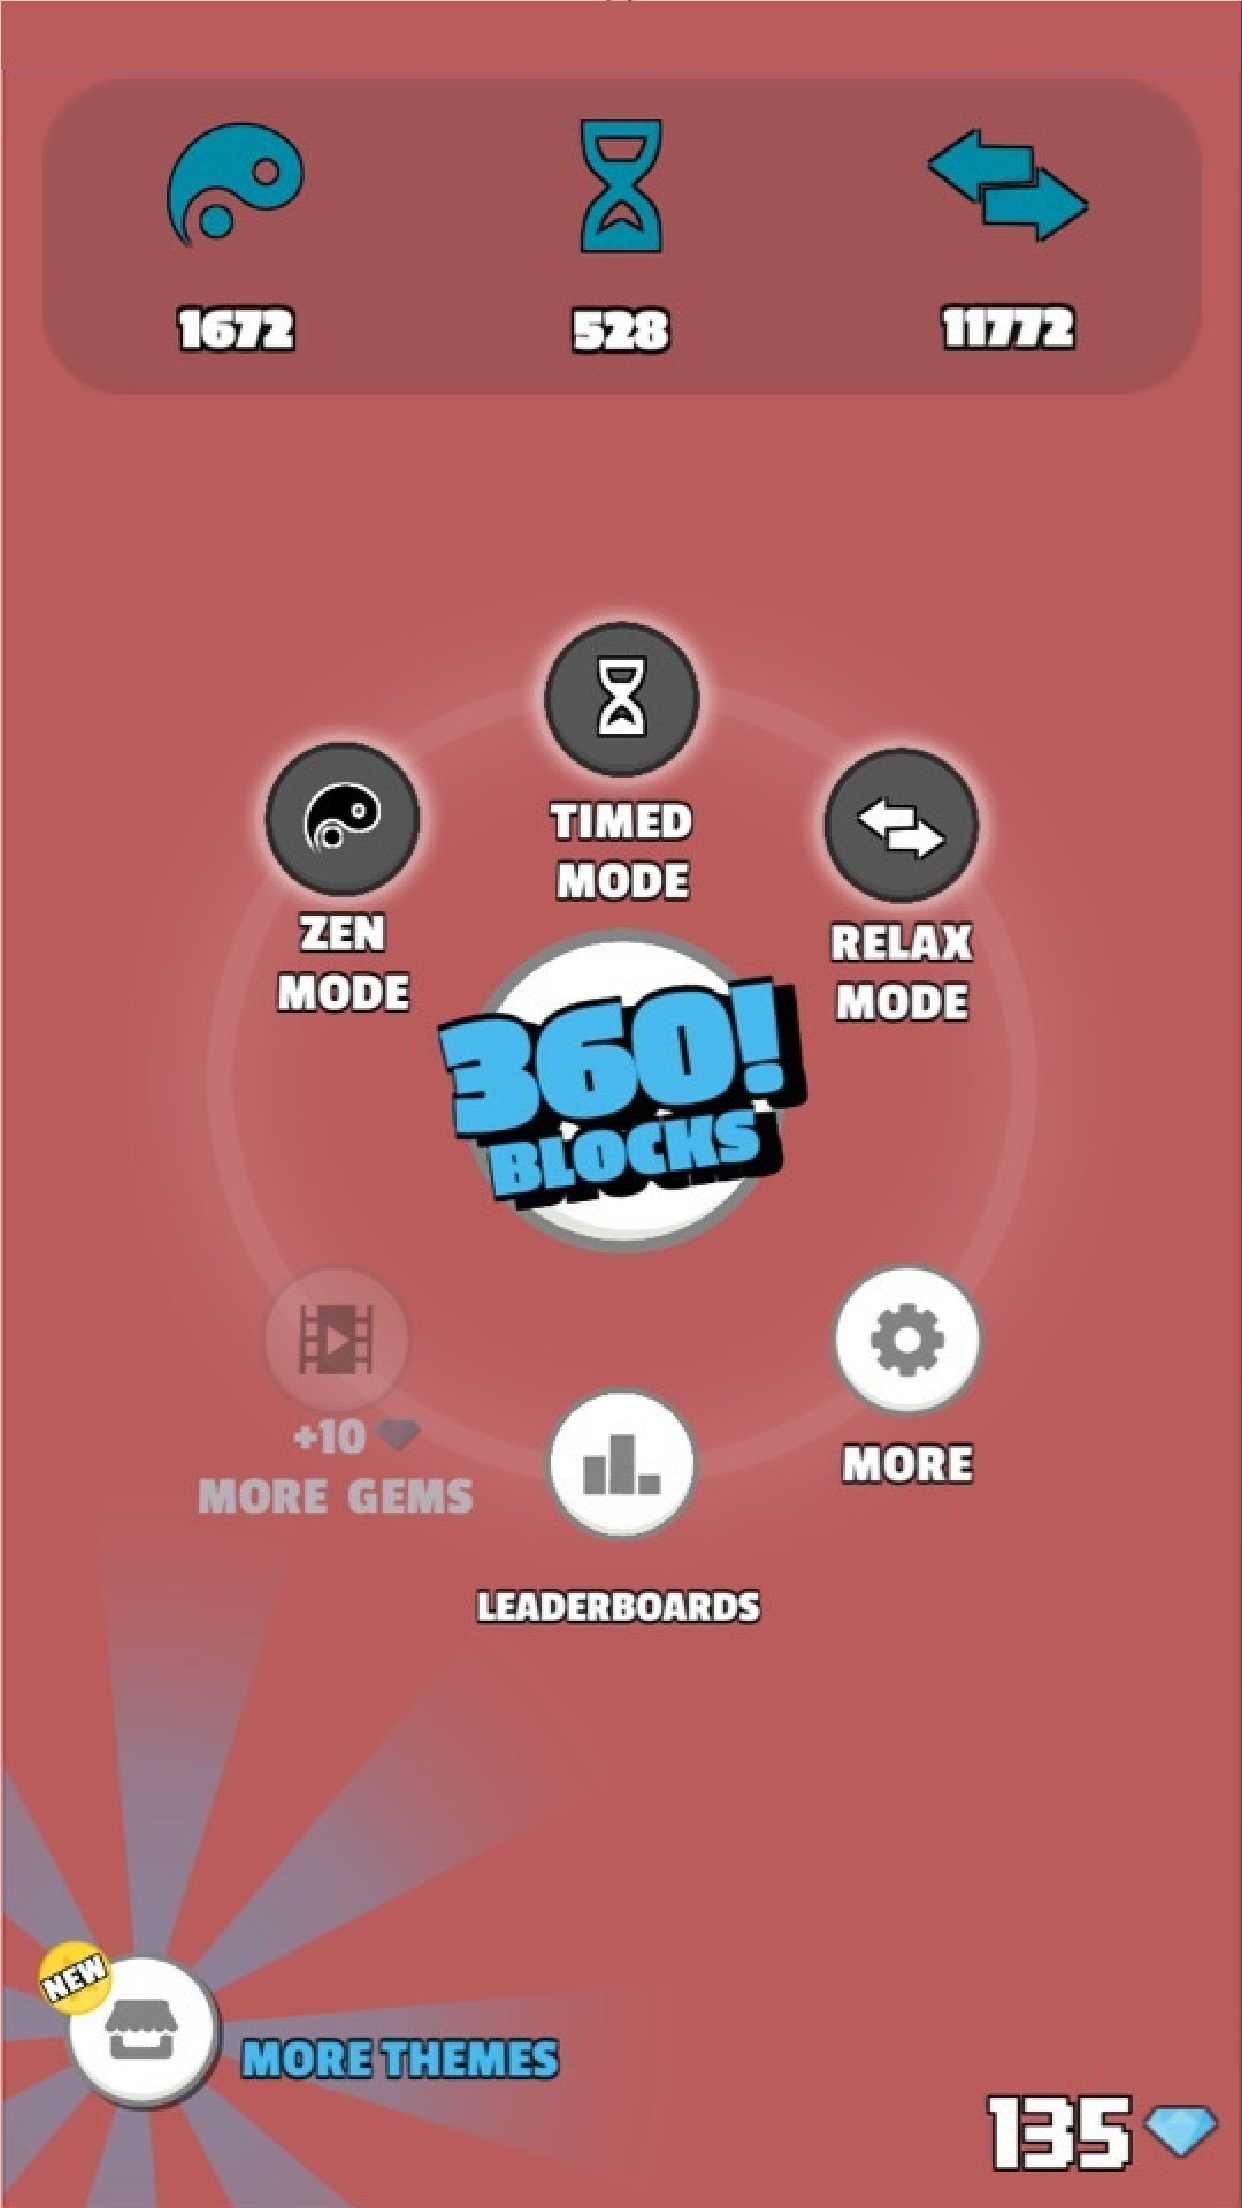 1672 528 11772
TIMED
MODE
ZEN
MODE
RELAX
MODE
360!
BLOCKS
+10
MORE GEMS
MORE
LEADERBOARDS
NEW
MORE THEMES
135